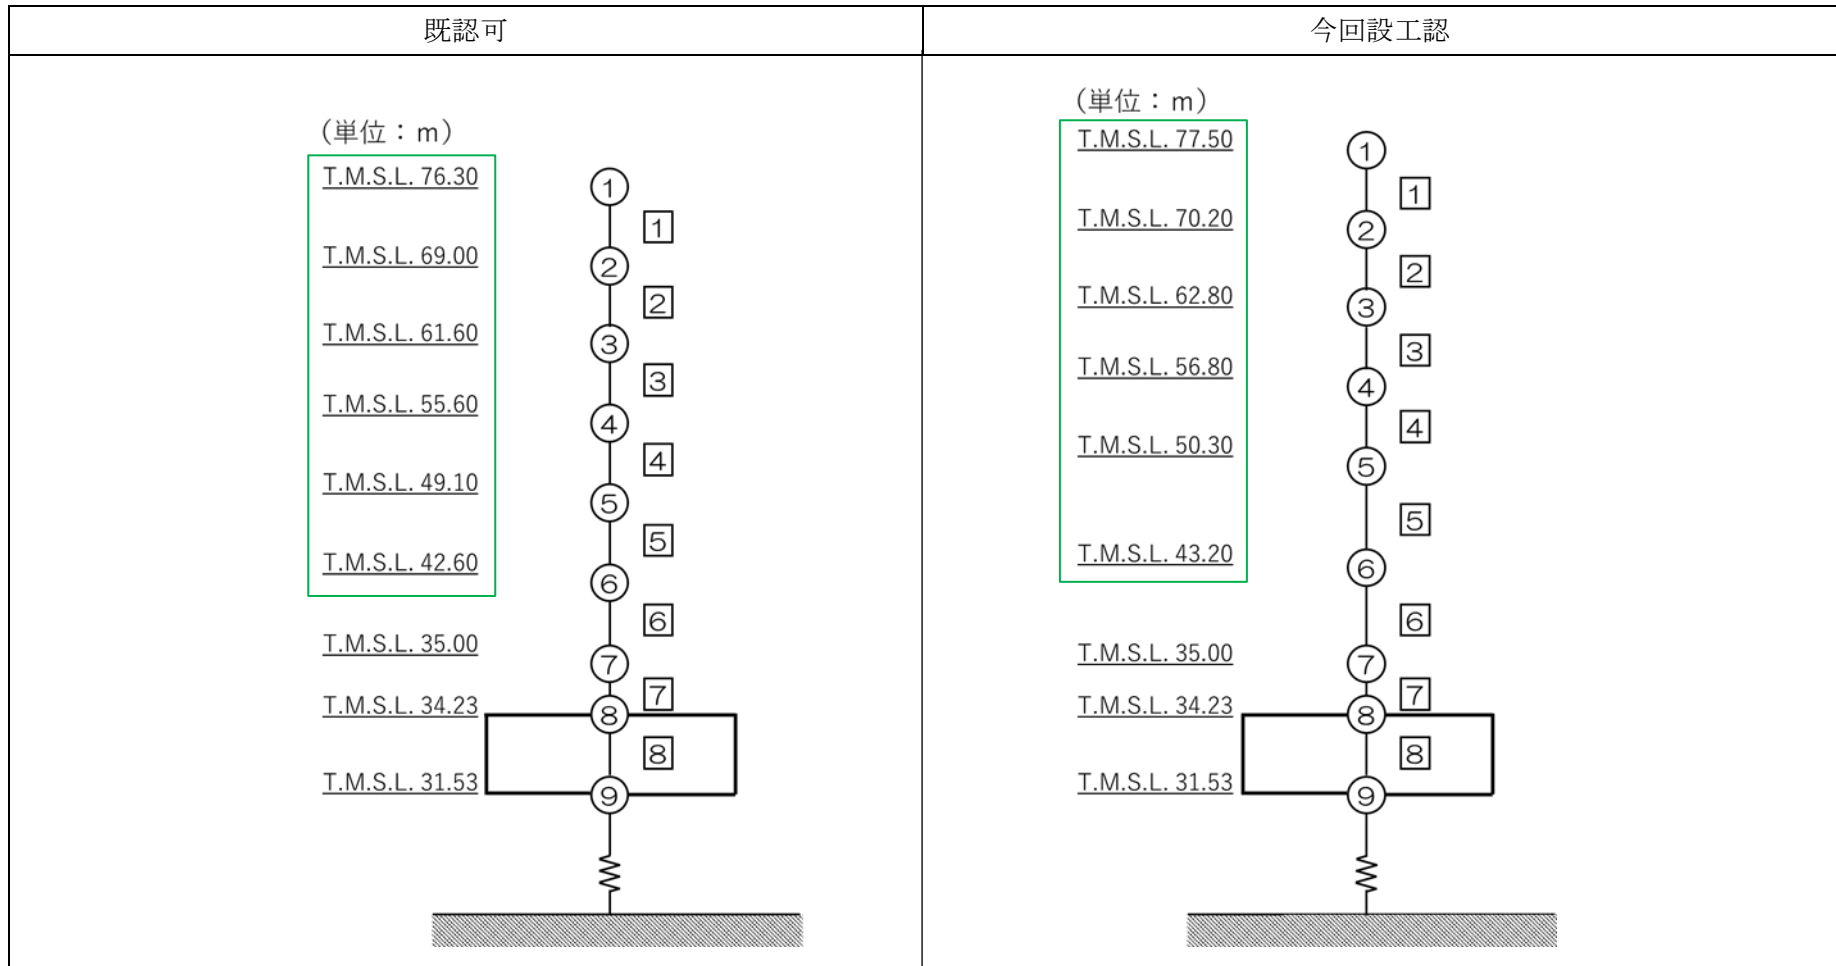 既認可
今回設工認
(単位：m)
T.M.S.L. 76.30
T.M.S.L. 69.00
T.M.S.L. 61.60
T.M.S.L. 55.60
T.M.S.L. 49.10
T.M.S.L. 42.60
T.M.S.L. 35.00
T.M.S.L. 34.23
T.M.S.L. 31.53
1
1
2
2
3
3
4
4
5
5
6
6
7
7
8
8
9
(単位：m)
T.M.S.L. 77.50
T.M.S.L. 70.20
T.M.S.L. 62.80
T.M.S.L. 56.80
T.M.S.L. 50.30
T.M.S.L. 43.20
T.M.S.L. 35.00
T.M.S.L. 34.23
T.M.S.L. 31.53
1
1
2
2
3
3
4
4
5
5
6
6
7
7
8
8
9